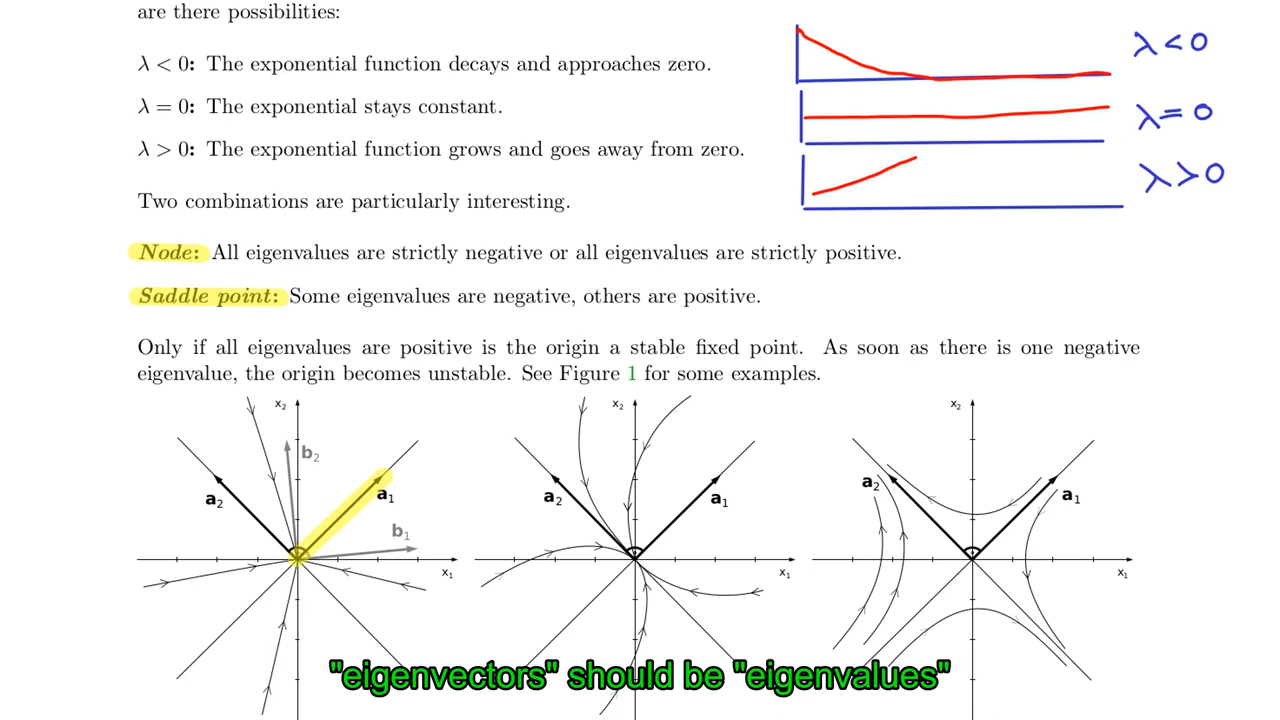 are there possibilities:
λ < 0: The exponential function decays and approaches zero.
λ = 0: The exponential stays constant.
λ > 0: The exponential function grows and goes away from zero.
λ<0
λ=0
λ>0
Two combinations are particularly interesting.
Node: All eigenvalues are strictly negative or all eigenvalues are strictly positive.
Saddle point: Some eigenvalues are negative, others are positive.
Only if all eigenvalues are positive is the origin a stable fixed point. As soon as there is one negative
eigenvalue, the origin becomes unstable. See Figure 1 for some examples.
x₂
b₂
a₂
a₁
b₁
x₁
x₂
a₂
a₁
x₁
x₂
a₂
a₁
x₁
"eigenvectors" should be "eigenvalues"